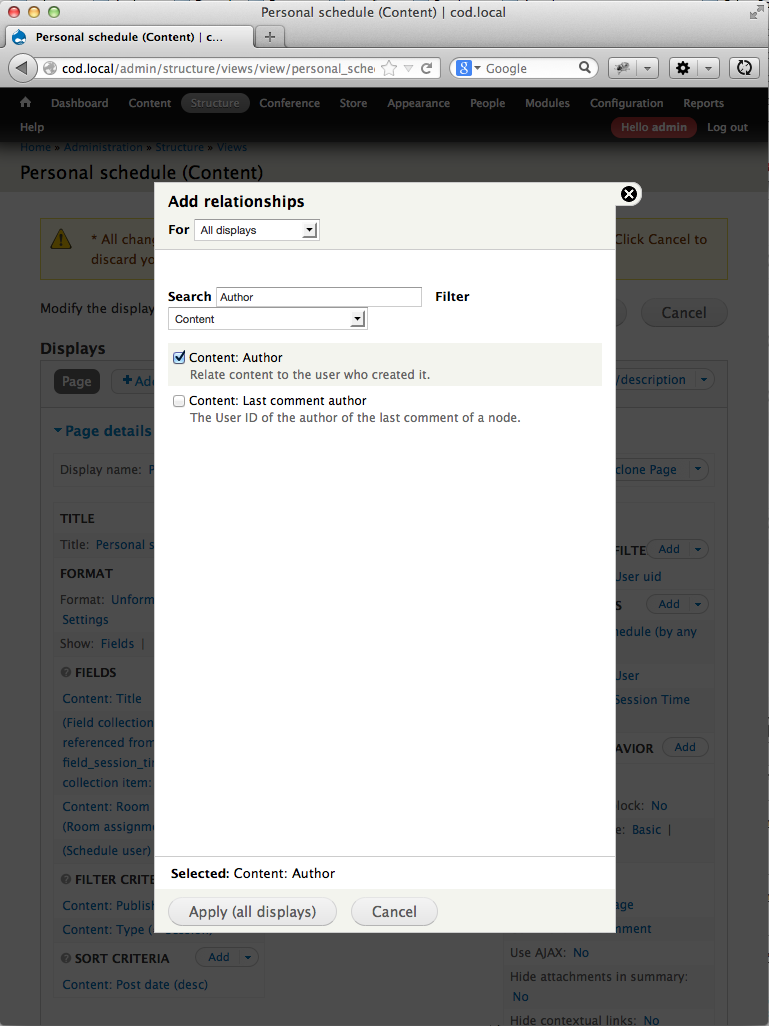 Personal schedule (Content) | cod.local
Personal schedule (Content) | c...
cod.local/admin/structure/views/view/personal_sche
Google
Dashboard Content Structure Conference Store Appearance People Modules Configuration Reports
Help Hello admin Log out
Home » Administration » Structure » Views
Personal schedule (Content)
Add relationships
For All displays
* All chan
Click Cancel to
discard yo
Search Author Filter
Content
Modify the display
Cancel
Displays
Content: Author
Relate content to the user who created it.
Page Add
/description
Content: Last comment author
The User ID of the author of the last comment of a node.
Page details
Display name: P
clone Page
TITLE
Title: Personal s
FILTE Add
FORMAT
User uid
Format: Unform
Settings
S Add
Show: Fields |
hedule (by any
FIELDS
User
Content: Title
Session Time
(Field collection
referenced from
field_session_tim
collection item:
AVIOR Add
Content: Room
(Room assignme
lock: No
(Schedule user)
e: Basic |
Selected: Content: Author
FILTER CRITE
Content: Publish
age
Apply (all displays) Cancel
Content: Type (= Session)
mment
SORT CRITERIA Add
Use AJAX: No
Content: Post date (desc)
Hide attachments in summary:
No
Hide contextual links: No